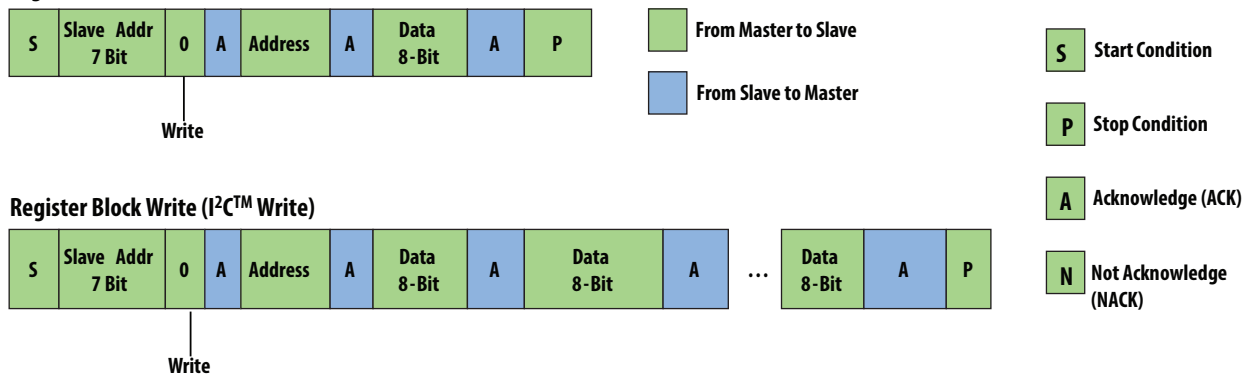 S
Slave Addr
7 Bit
0
A
Address
A
Data
8-Bit
A
P
Write
From Master to Slave
From Slave to Master
S
Start Condition
P
Stop Condition
A
Acknowledge (ACK)
N
Not Acknowledge
(NACK)
Register Block Write (I²C™ Write)
S
Slave Addr
7 Bit
0
A
Address
A
Data
8-Bit
A
Data
8-Bit
A
...
Data
8-Bit
A
P
Write